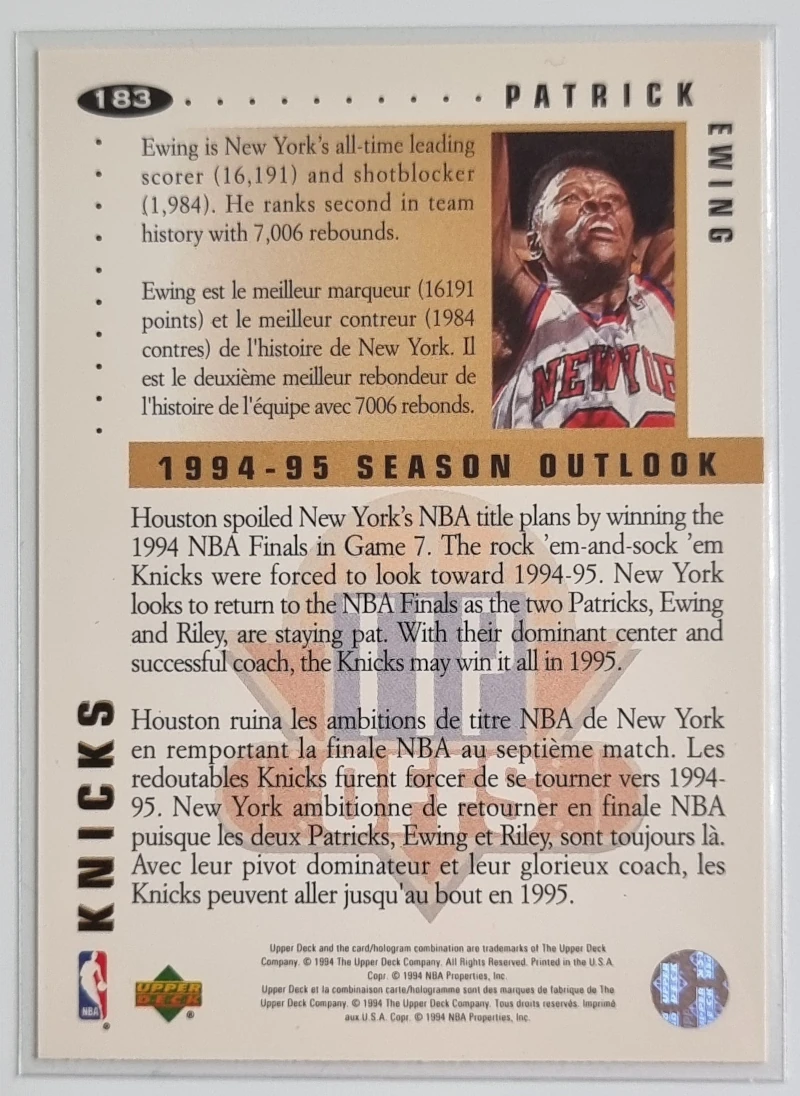 183 PATRICK
EWING
Ewing is New York's all-time leading
scorer (16,191) and shotblocker
(1,984). He ranks second in team
history with 7,006 rebounds.
Ewing est le meilleur marqueur (16191
points) et le meilleur contreur (1984
contres) de l'histoire de New York. Il
est le deuxième meilleur rebondeur de
l'histoire de l'équipe avec 7006 rebonds.
NEW YOR
1994-95 SEASON OUTLOOK
Houston spoiled New York's NBA title plans by winning the
1994 NBA Finals in Game 7. The rock 'em-and-sock 'em
Knicks were forced to look toward 1994-95. New York
looks to return to the NBA Finals as the two Patricks, Ewing
and Riley, are staying pat. With their dominant center and
successful coach, the Knicks may win it all in 1995.
Houston ruina les ambitions de titre NBA de New York
en remportant la finale NBA au septième match. Les
redoutables Knicks furent forcer de se tourner vers 1994-
95. New York ambitionne de retourner en finale NBA
puisque les deux Patricks, Ewing et Riley, sont toujours là.
Avec leur pivot dominateur et leur glorieux coach, les
Knicks peuvent aller jusqu'au bout en 1995.
KNICKS
TIP
OFFS
NBA
®
UPPER
DECK
®
Upper Deck and the card/hologram combination are trademarks of The Upper Deck
Company. © 1994 The Upper Deck Company. All Rights Reserved. Printed in the U.S.A.
Copr. © 1994 NBA Properties, Inc.
Upper Deck et la combinaison carte/hologramme sont des marques de fabrique de The
Upper Deck Company. © 1994 The Upper Deck Company. Tous droits reservés. Imprimé
aux U.S.A. Copr. © 1994 NBA Properties, Inc.